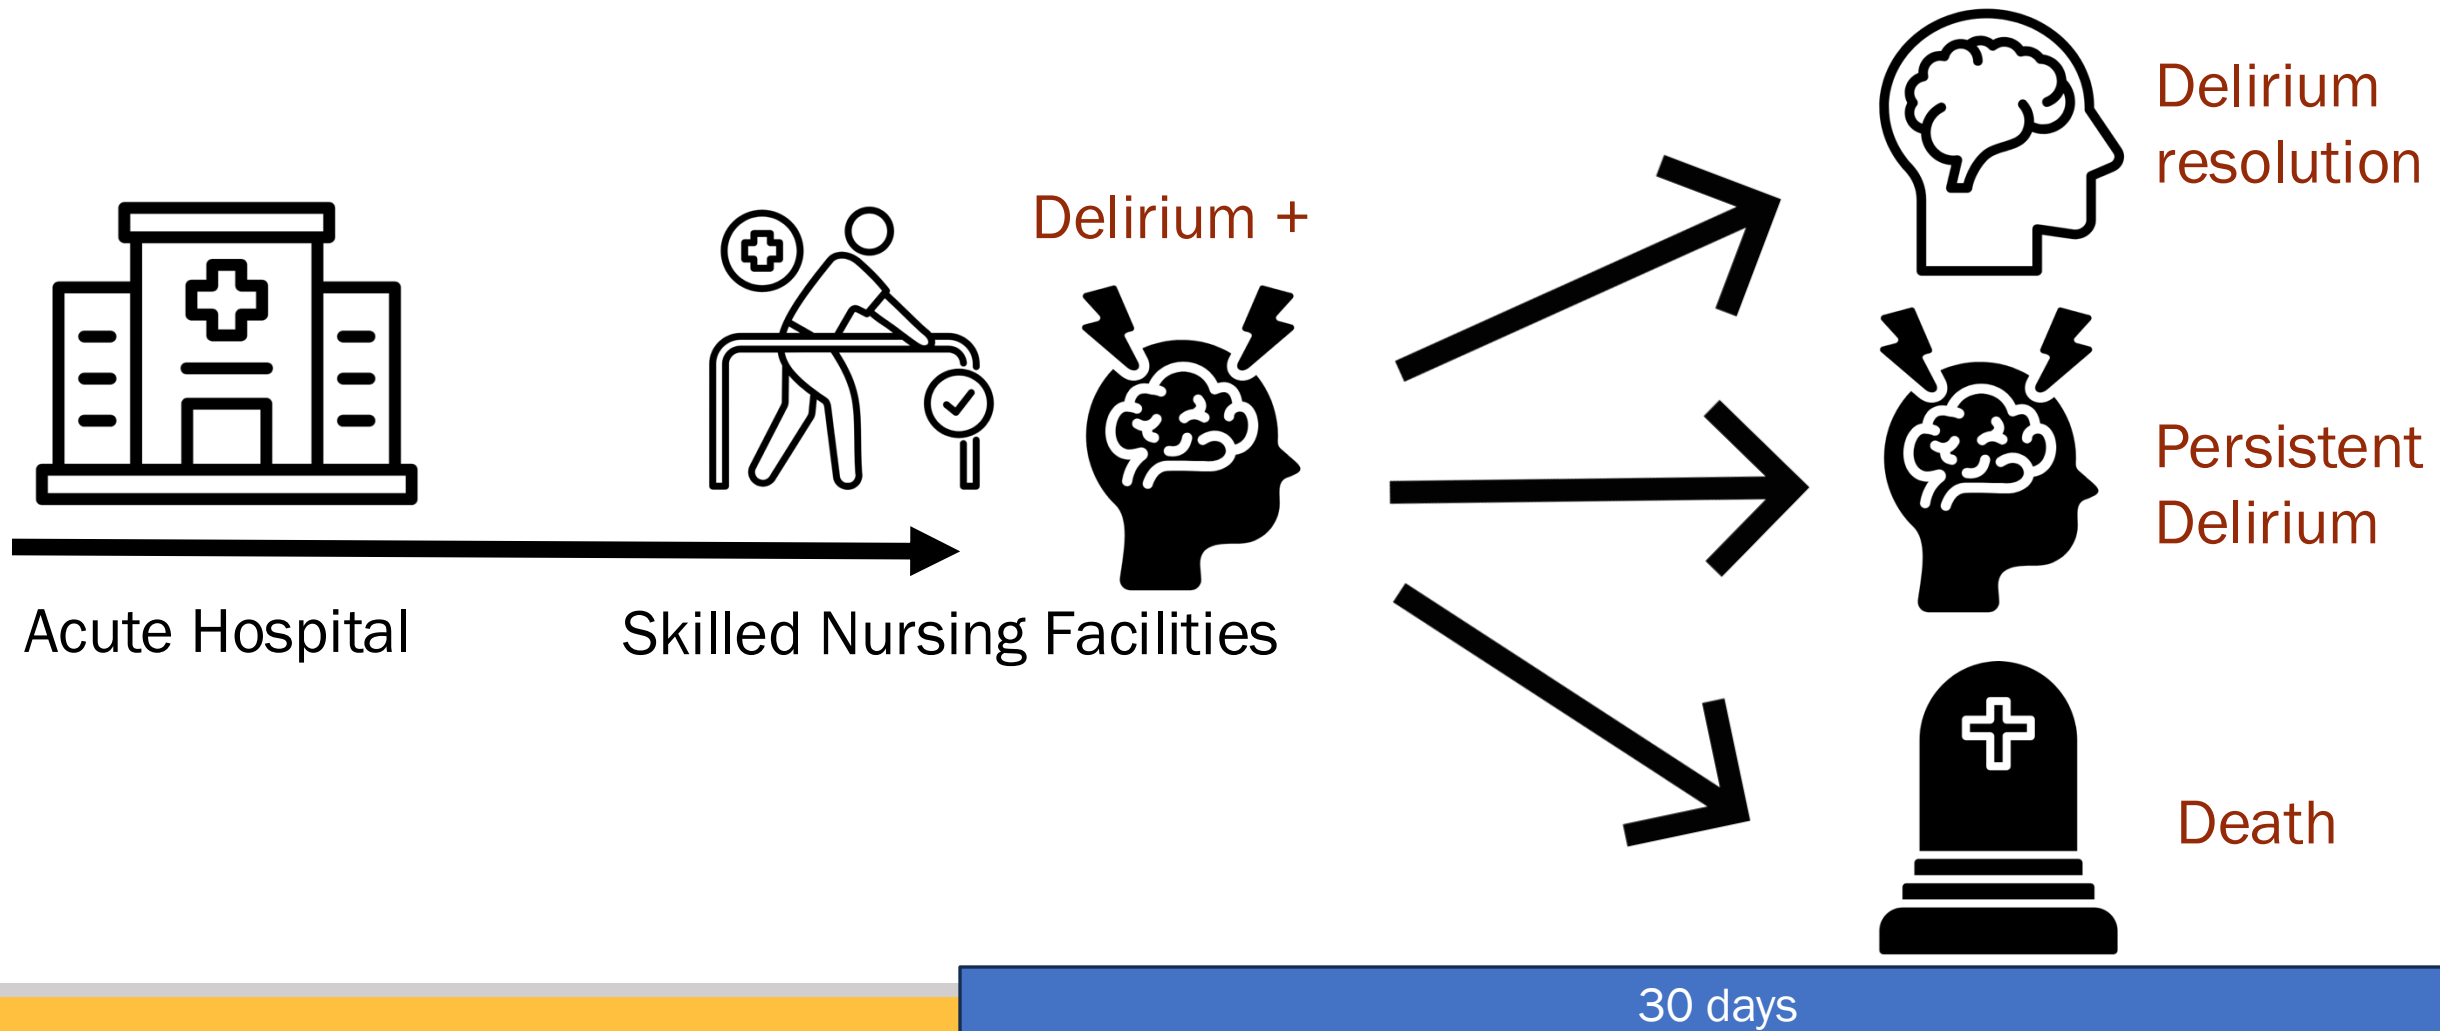 Acute Hospital
Skilled Nursing Facilities
Delirium +
Delirium
resolution
Persistent
Delirium
Death
30 days